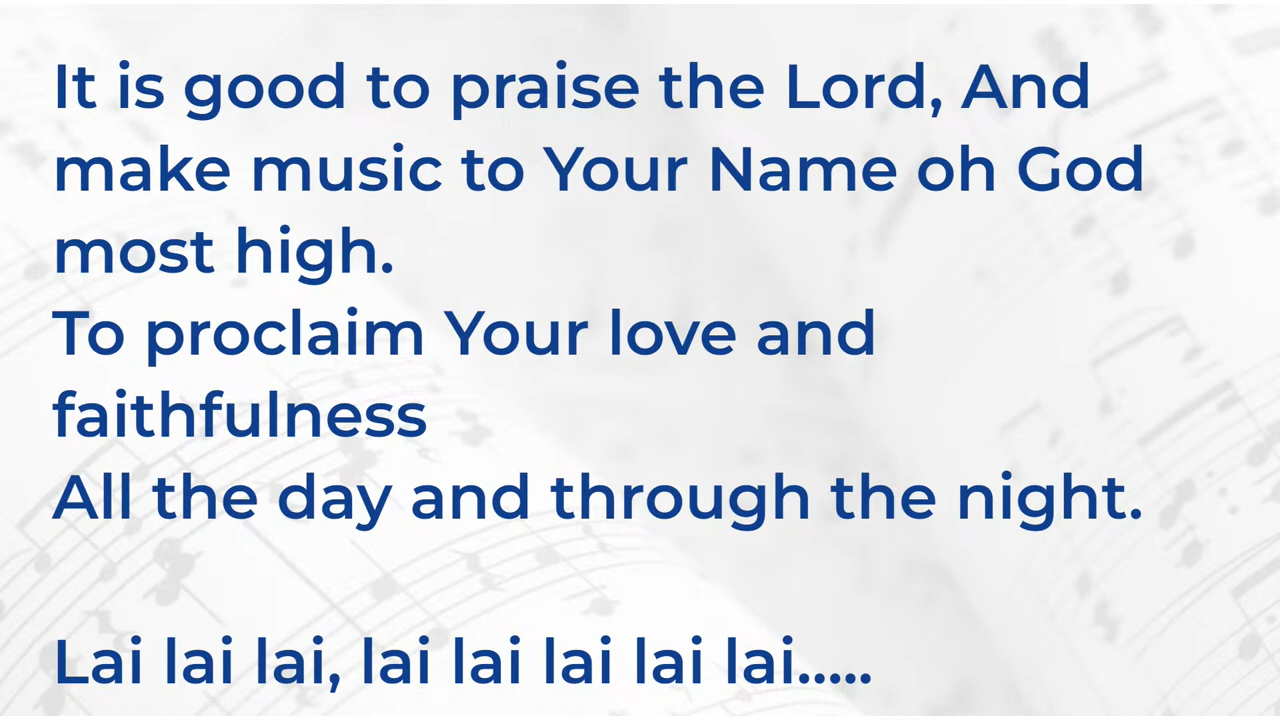 It is good to praise the Lord, And
make music to Your Name oh God
most high.
To proclaim Your love and
faithfulness
All the day and through the night.
Lai lai lai, lai lai lai lai lai.....